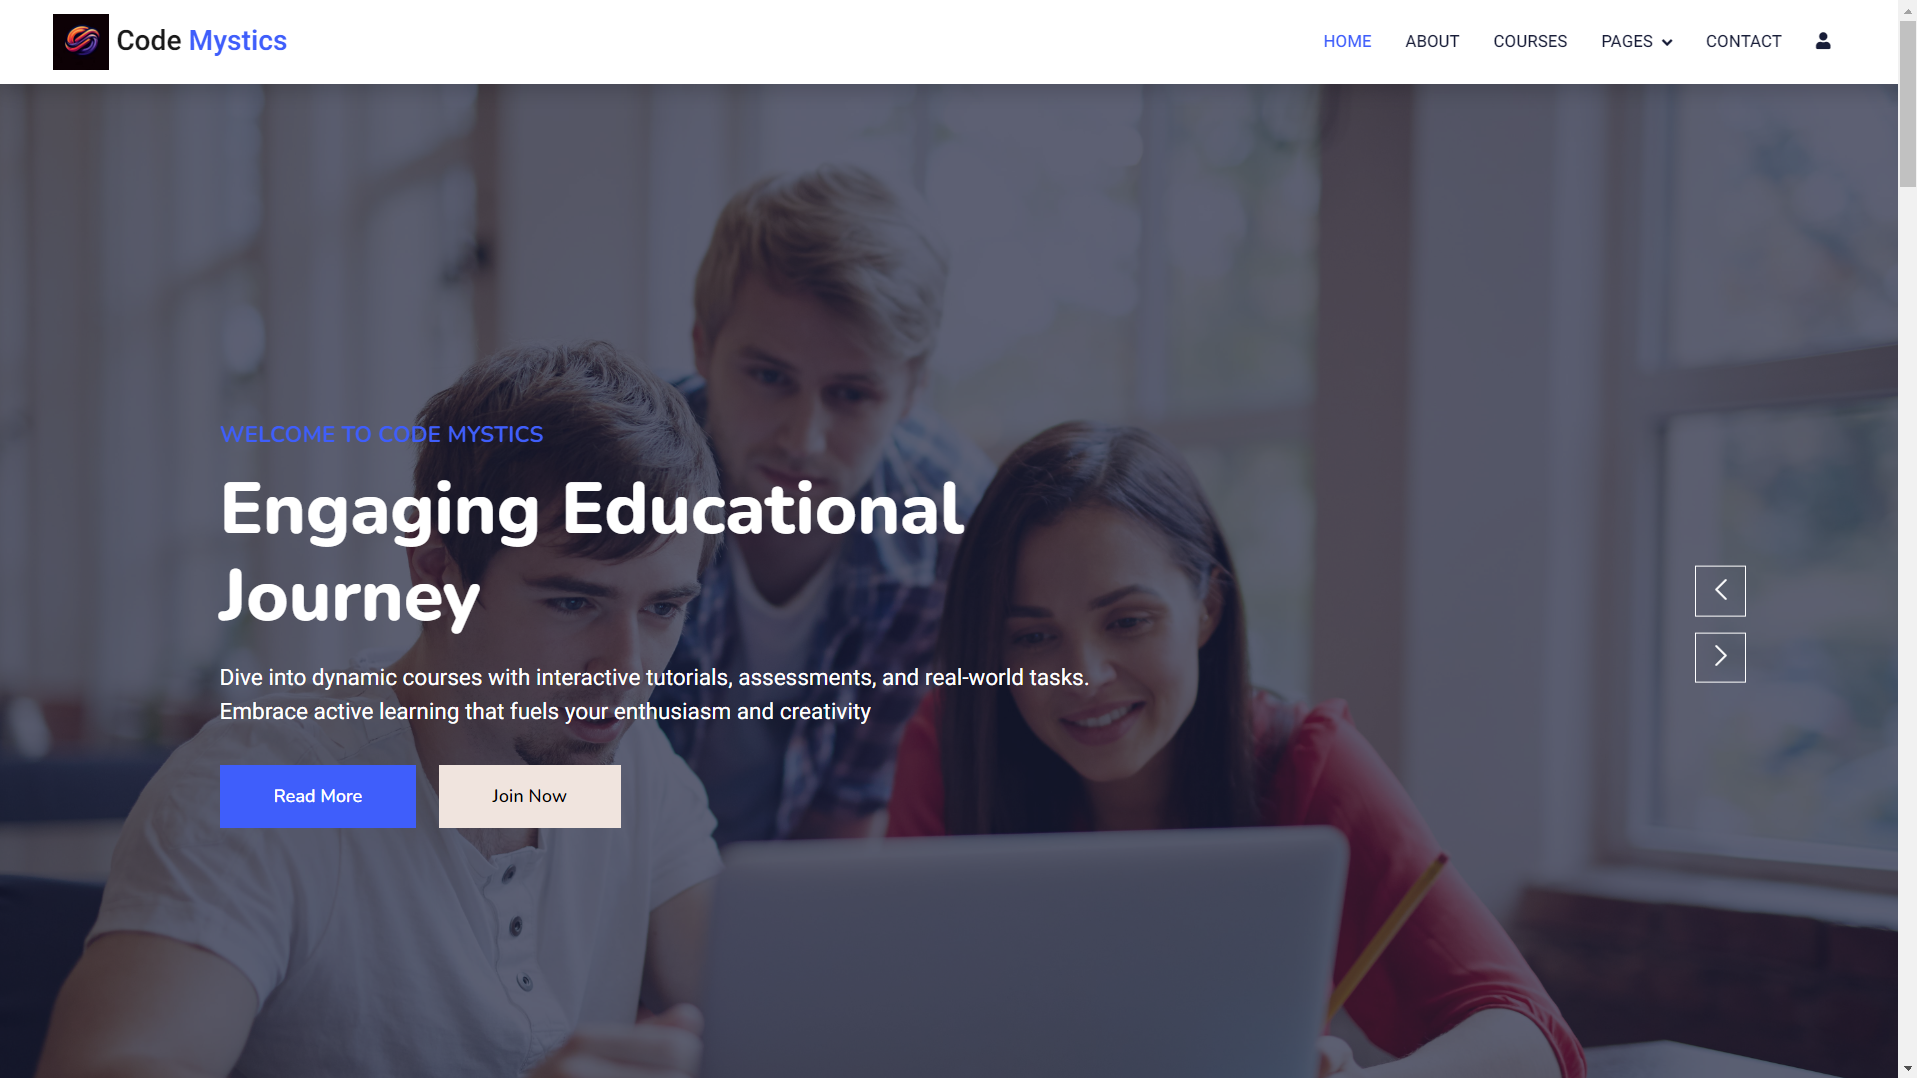 Code Mystics
HOME ABOUT COURSES PAGES CONTACT
WELCOME TO CODE MYSTICS
Engaging Educational
Journey
Dive into dynamic courses with interactive tutorials, assessments, and real-world tasks.
Embrace active learning that fuels your enthusiasm and creativity
Read More Join Now